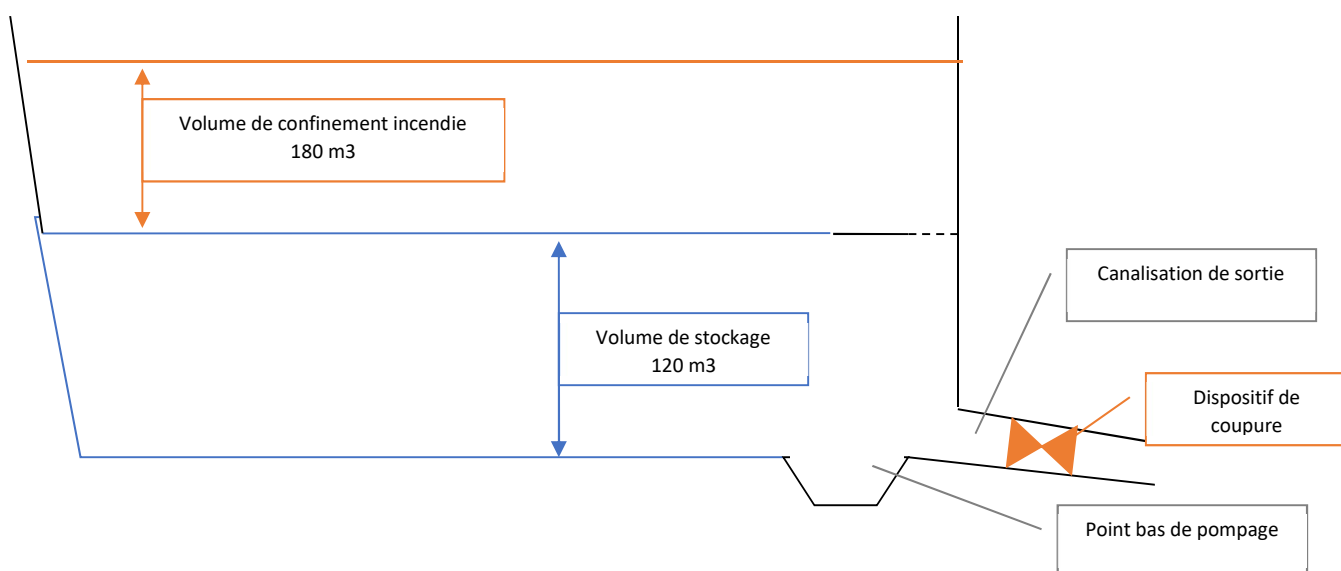 Volume de confinement incendie
180 m3
Canalisation de sortie
Volume de stockage
120 m3
Dispositif de
coupure
Point bas de pompage